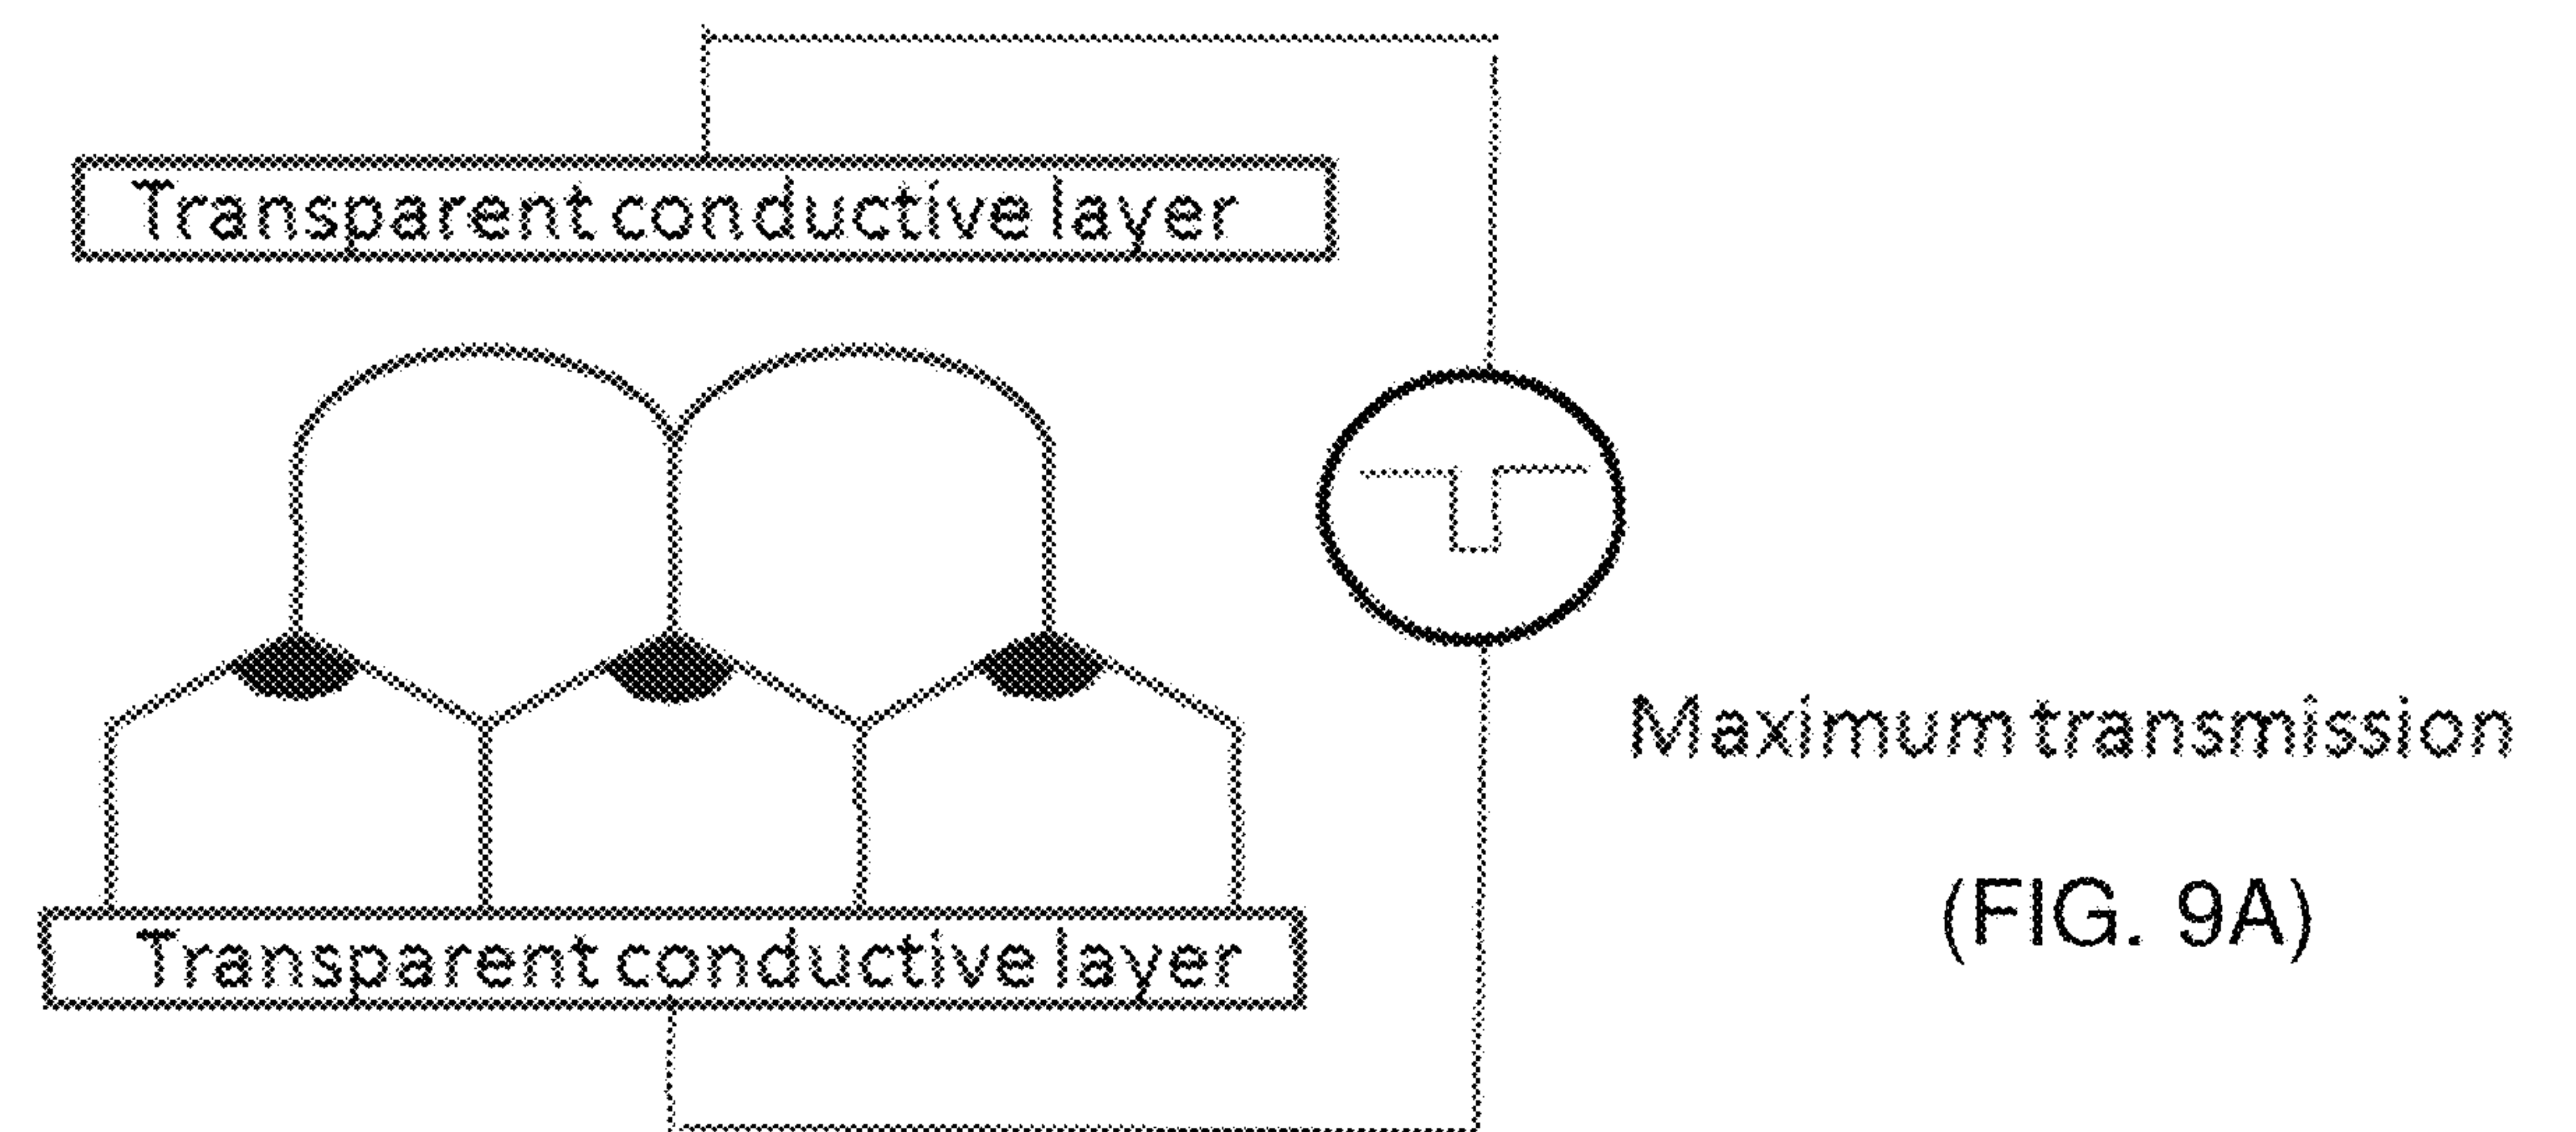 Transparent conductive layer
Maximum transmission
(FIG. 9A)
Transparent conductive layer